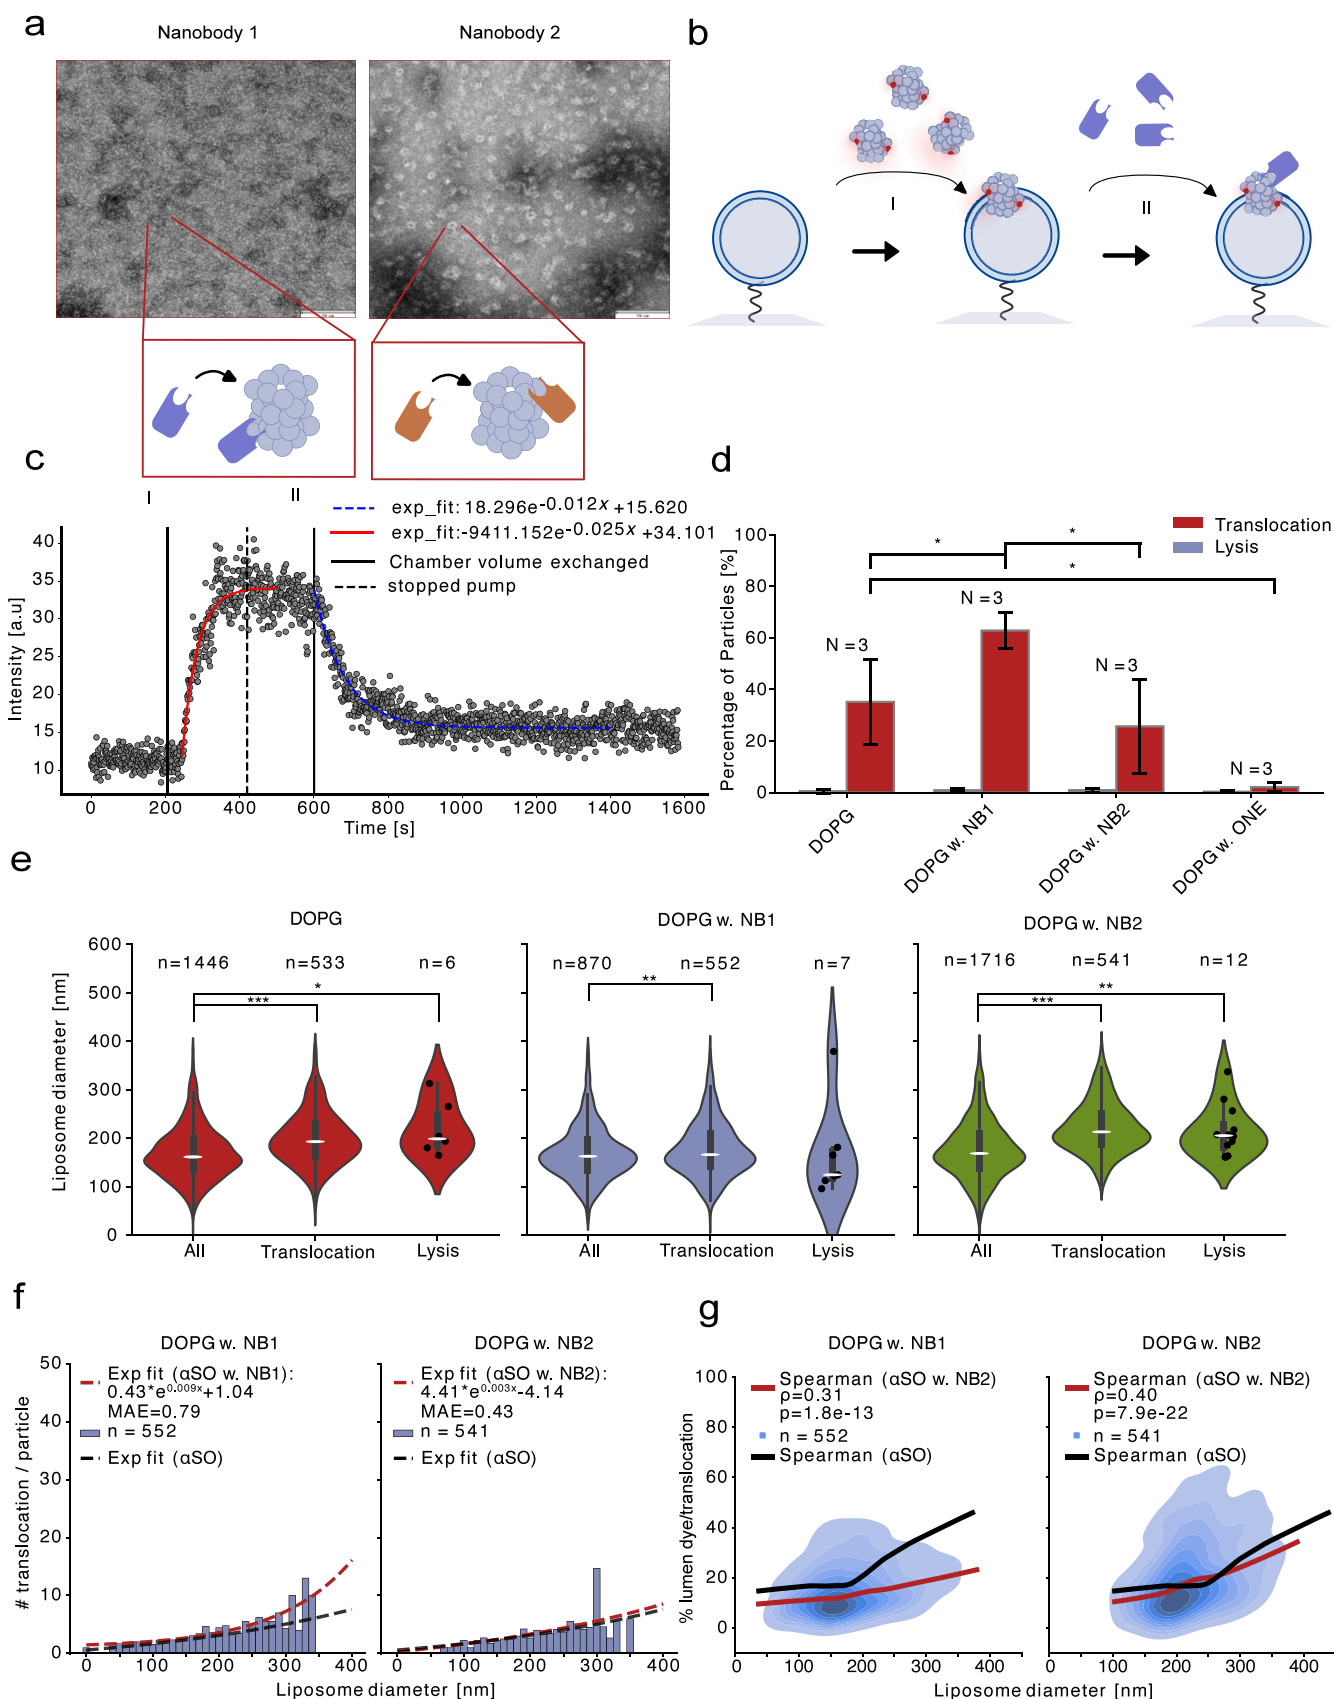 a
Nanobody 1
Nanobody 2
b
I
II
c
I
II
exp_fit: 18.296e-0.012x +15.620
exp_fit:-9411.152e-0.025x +34.101
Chamber volume exchanged
stopped pump
Intensity [a.u]
40
35
30
25
20
15
10
0
200
400
600
800
1000
1200
1400
1600
Time [s]
d
Translocation
Lysis
Percentage of Particles [%]
100
80
60
40
20
0
*
*
*
N =3
N =3
N =3
N =3
DOPG
DOPG w. NB1
DOPG w. NB2
DOPG w. ONE
e
DOPG
DOPG w. NB1
DOPG w. NB2
Liposome diameter [nm]
600
500
400
300
200
100
0
n=1446
n=533
n=6
*
***
All
Translocation
Lysis
n=870
n=552
n=7
**
All
Translocation
Lysis
n=1716
n=541
n=12
**
***
All
Translocation
Lysis
f
DOPG w. NB1
DOPG w. NB2
# translocation / particle
50
40
30
20
10
0
Exp fit (αSO w. NB1):
0.43*e0.009x+1.04
MAE=0.79
n = 552
Exp fit (αSO)
Exp fit (αSO w. NB2):
4.41*e0.003x-4.14
MAE=0.43
n = 541
Exp fit (αSO)
0
100
200
300
400
0
100
200
300
400
Liposome diameter [nm]
g
DOPG w. NB1
DOPG w. NB2
% lumen dye/translocation
100
80
60
40
20
0
Spearman (αSO w. NB2)
ρ=0.31
p=1.8e-13
n = 552
Spearman (αSO)
Spearman (αSO w. NB2)
ρ=0.40
p=7.9e-22
n = 541
Spearman (αSO)
0
100
200
300
400
0
100
200
300
400
Liposome diameter [nm]